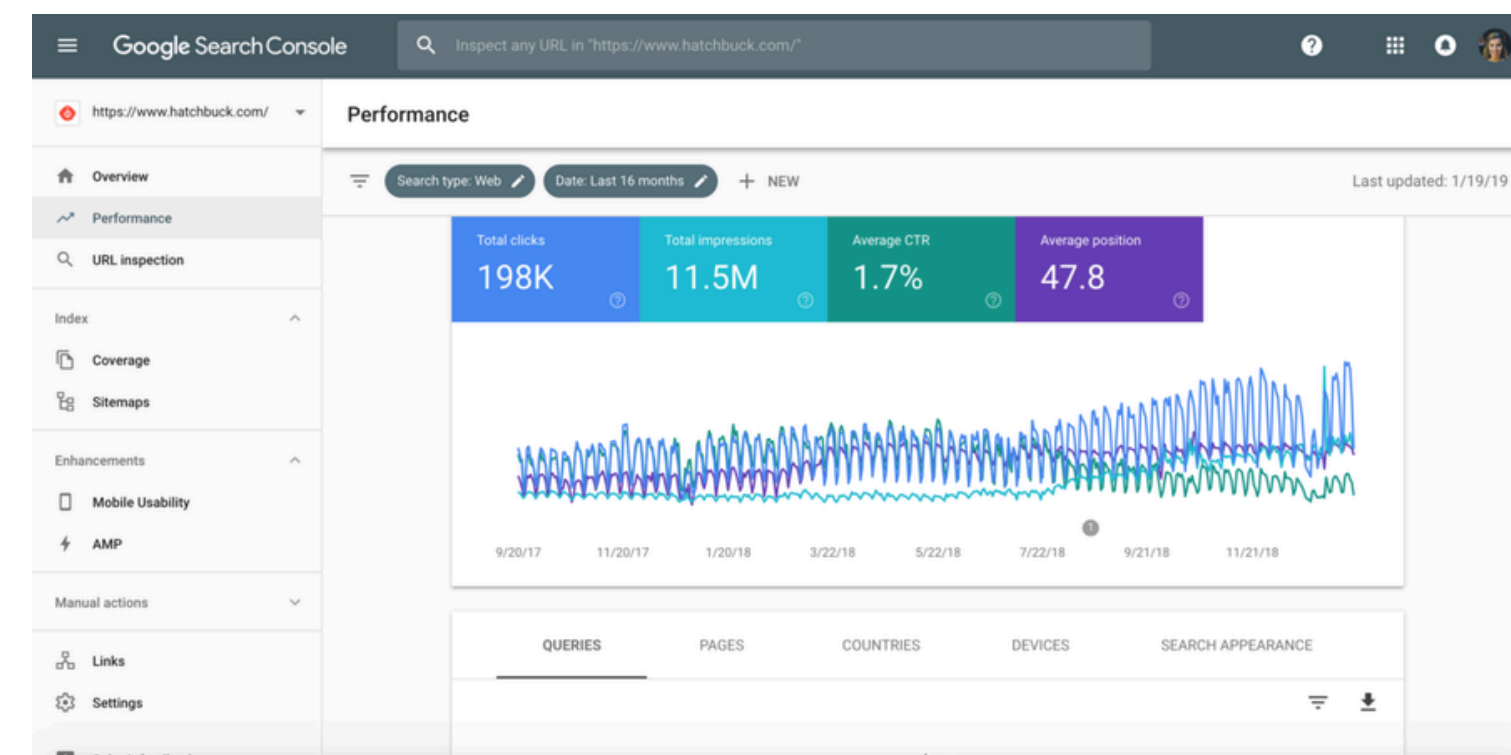 Google Search Console
Inspect any URL in "https://www.hatchbuck.com/"
https://www.hatchbuck.com/
Performance
Overview
Performance
URL inspection
Index
Coverage
Sitemaps
Enhancements
Mobile Usability
AMP
Manual actions
Links
Settings
Search type: Web
Date: Last 16 months
+ NEW
Last updated: 1/19/19
Total clicks
198K
Total impressions
11.5M
Average CTR
1.7%
Average position
47.8
1
9/20/17 11/20/17 1/20/18 3/22/18 5/22/18 7/22/18 9/21/18 11/21/18
QUERIES PAGES COUNTRIES DEVICES SEARCH APPEARANCE